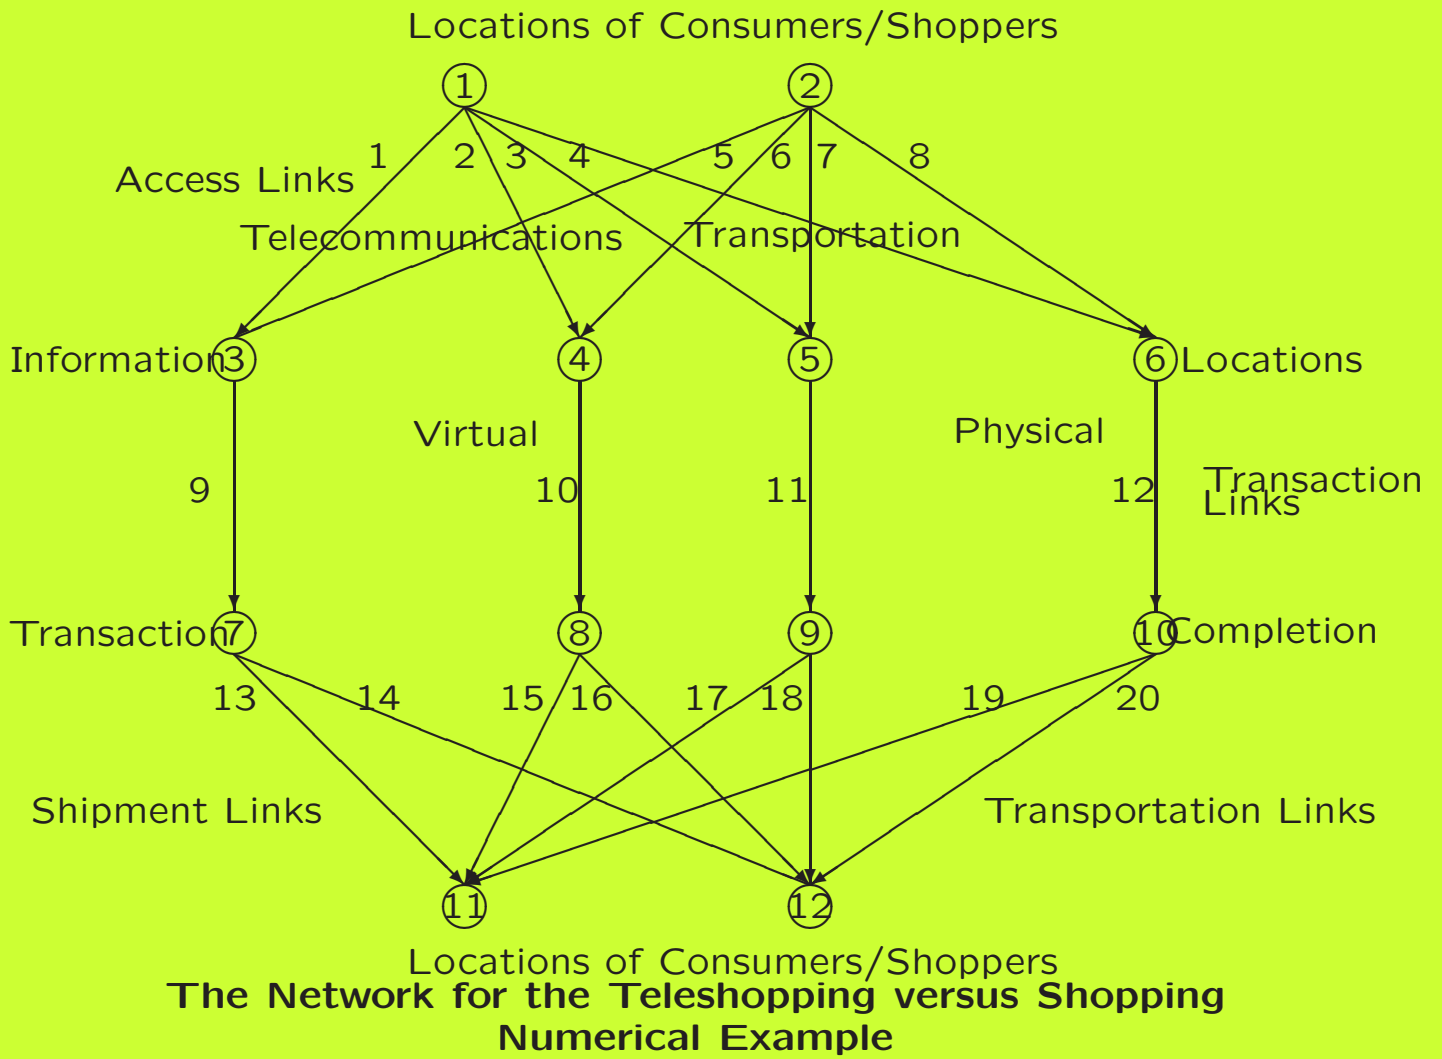 Locations of Consumers/Shoppers
1 2
1 2 3 4 5 6 7 8
Access Links
Telecommunications Transportation
Information 3 4 5 6 Locations
Virtual Physical
9 10 11 12 Transaction
Links
Transaction 7 8 9 10 Completion
13 14 15 16 17 18 19 20
Shipment Links Transportation Links
11 12
Locations of Consumers/Shoppers
The Network for the Teleshopping versus Shopping
Numerical Example